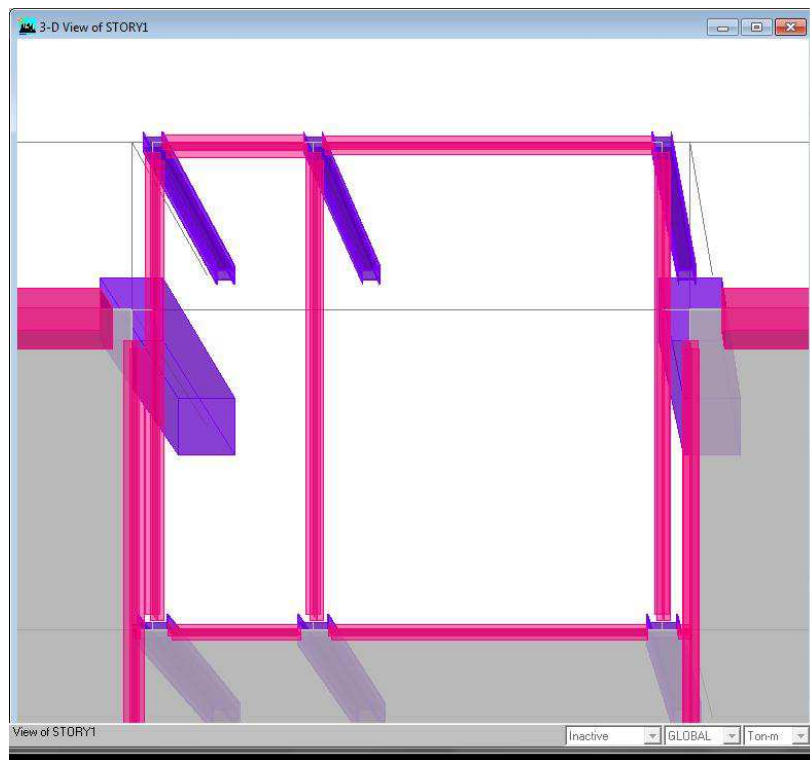 3-D View of STORY1
View of STORY1
Inactive
GLOBAL
Ton-m